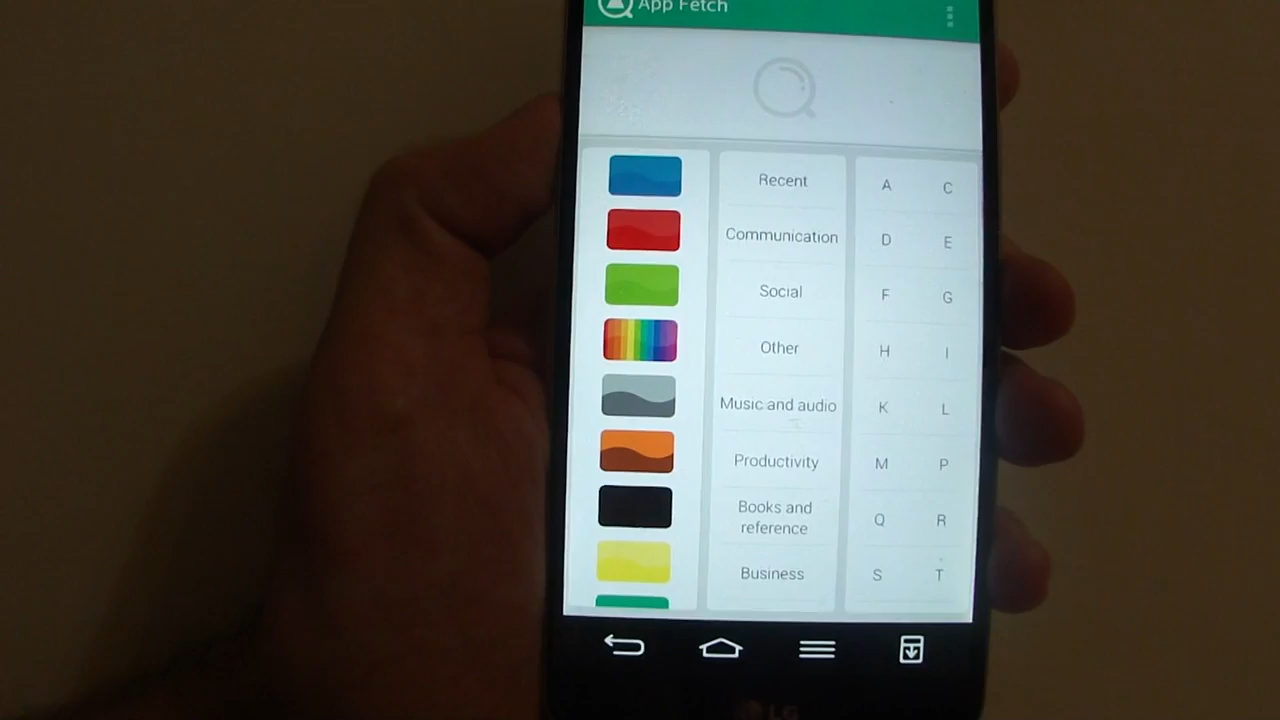 App Fetch
Recent
A C
Communication
D E
Social
F G
Other
H I
Music and audio
K L
Productivity
M P
Books and
reference
Q R
Business
S T
LG